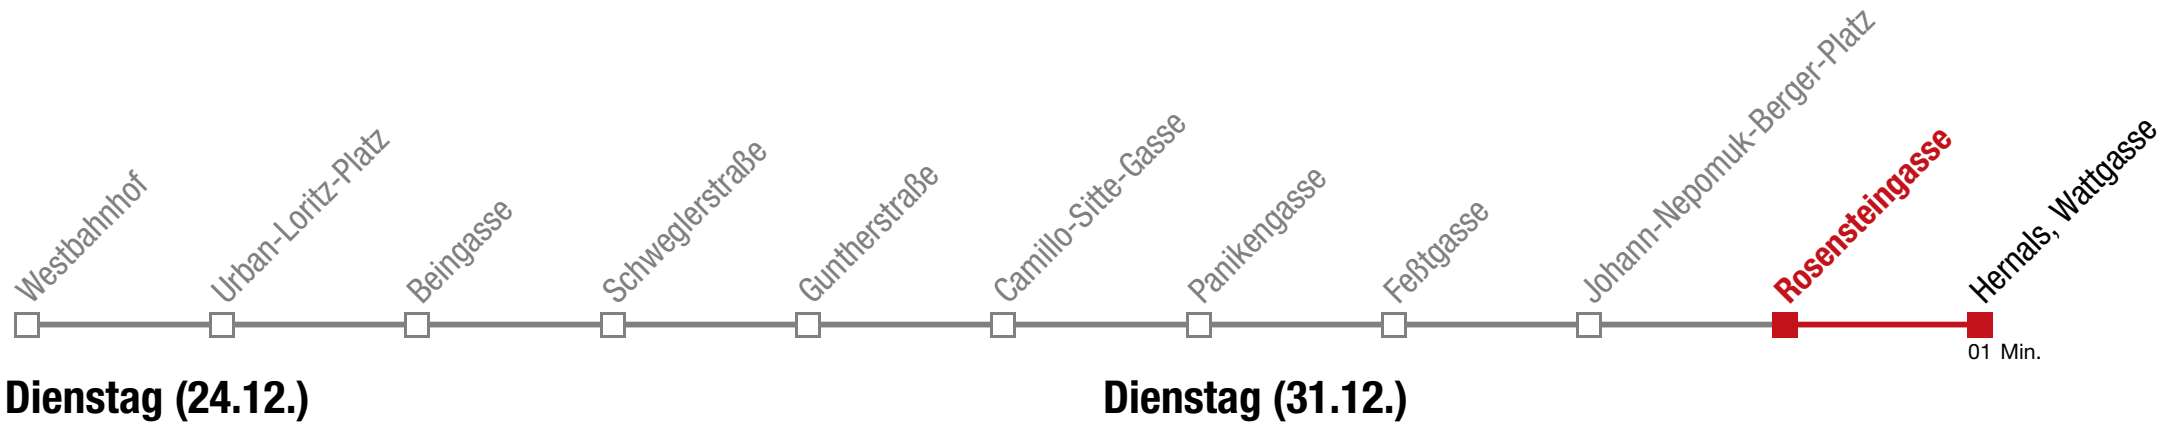 Westbahnhof
Urban-Loritz-Platz
Beingasse
Schweglerstraße
Guntherstraße
Camillo-Sitte-Gasse
Panikengasse
Feßtgasse
Johann-Nepomuk-Berger-Platz
Rosensteingasse
Hernals, Wattgasse
01 Min.
Dienstag (24.12.)
Dienstag (31.12.)